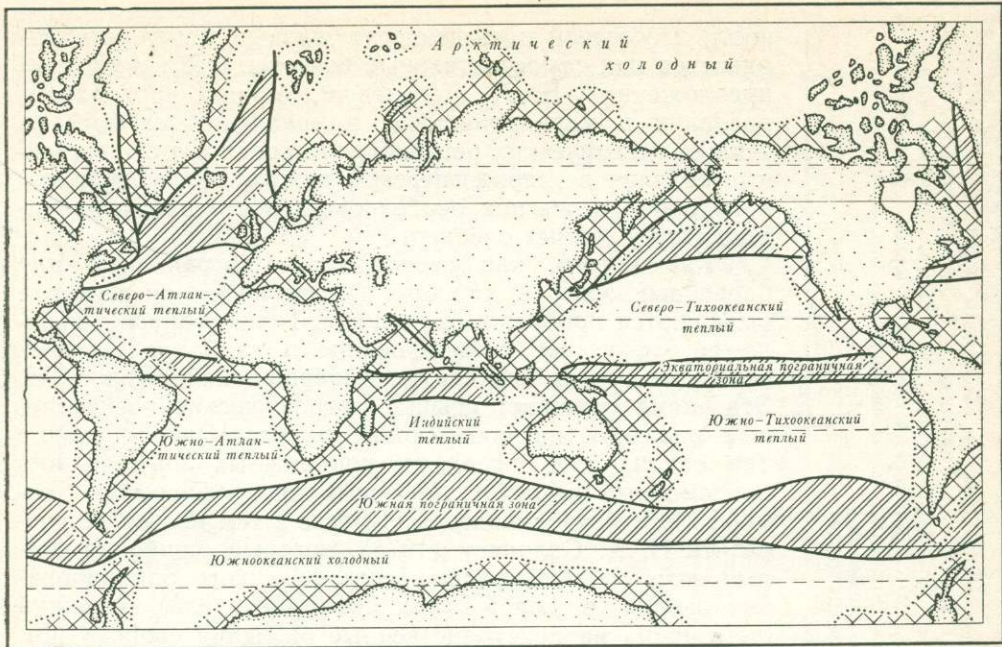 Арктический
холодный
Северо-Атлан-
тический теплый
Северо-Тихоокеанский
теплый
Экваториальная пограничная
зона
Индийский
теплый
Южно-Атлан-
тический теплый
Южно-Тихоокеанский
теплый
Южная пограничная зона
Южноокеанский холодный